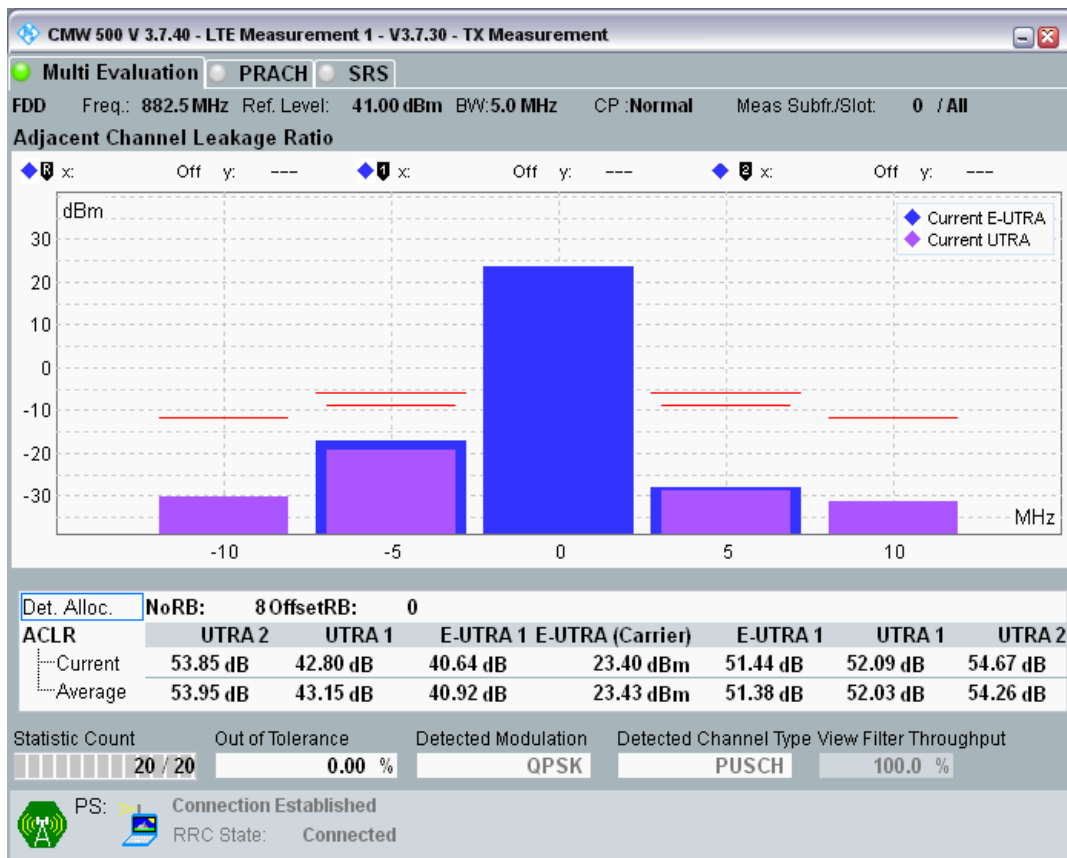 CMW 500 V 3.7.40 - LTE Measurement 1 - V3.7.30 - TX Measurement
Multi Evaluation PRACH SRS
FDD Freq.: 882.5 MHz Ref. Level: 41.00 dBm BW:5.0 MHz CP :Normal Meas Subfr./Slot: 0 / All
Adjacent Channel Leakage Ratio
R x: Off y: --- 1 x: Off y: --- 2 x: Off y: ---
dBm
Current E-UTRA
Current UTRA
30
20
10
0
-10
-20
-30
MHz
-10 -5 0 5 10
Det. Alloc. NoRB: 8 OffsetRB: 0
ACLR UTRA 2 UTRA 1 E-UTRA 1 E-UTRA (Carrier) E-UTRA 1 UTRA 1 UTRA 2
Current 53.85 dB 42.80 dB 40.64 dB 23.40 dBm 51.44 dB 52.09 dB 54.67 dB
Average 53.95 dB 43.15 dB 40.92 dB 23.43 dBm 51.38 dB 52.03 dB 54.26 dB
Statistic Count Out of Tolerance Detected Modulation Detected Channel Type View Filter Throughput
20 / 20 0.00 % QPSK PUSCH 100.0 %
PS: Connection Established
RRC State: Connected